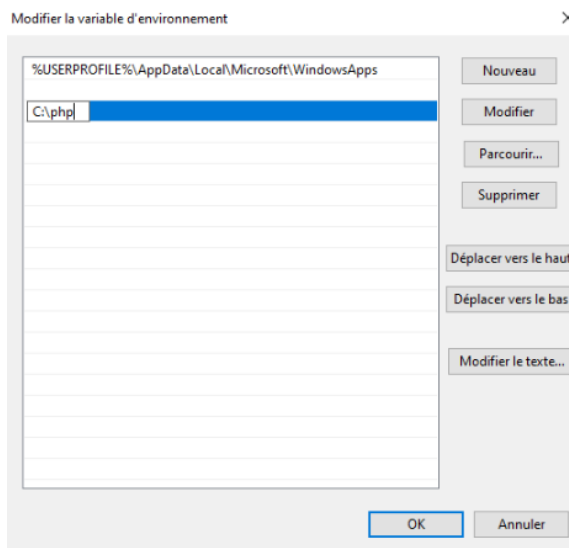 Modifier la variable d'environnement
%USERPROFILE%\AppData\Local\Microsoft\WindowsApps
C:\php
Nouveau
Modifier
Parcourir...
Supprimer
Déplacer vers le haut
Déplacer vers le bas
Modifier le texte...
OK
Annuler